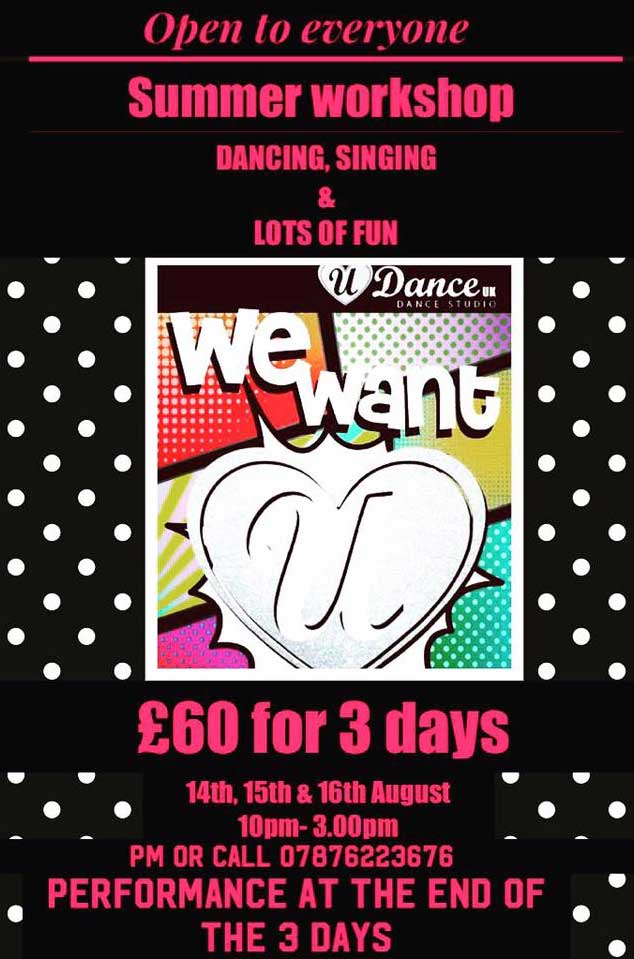 Open to everyone
Summer workshop
DANCING, SINGING
&
LOTS OF FUN
U Dance UK
DANCE STUDIO
We
want
U
£60 for 3 days
14th, 15th & 16th August
10pm- 3.00pm
PM OR CALL 07876223676
PERFORMANCE AT THE END OF
THE 3 DAYS